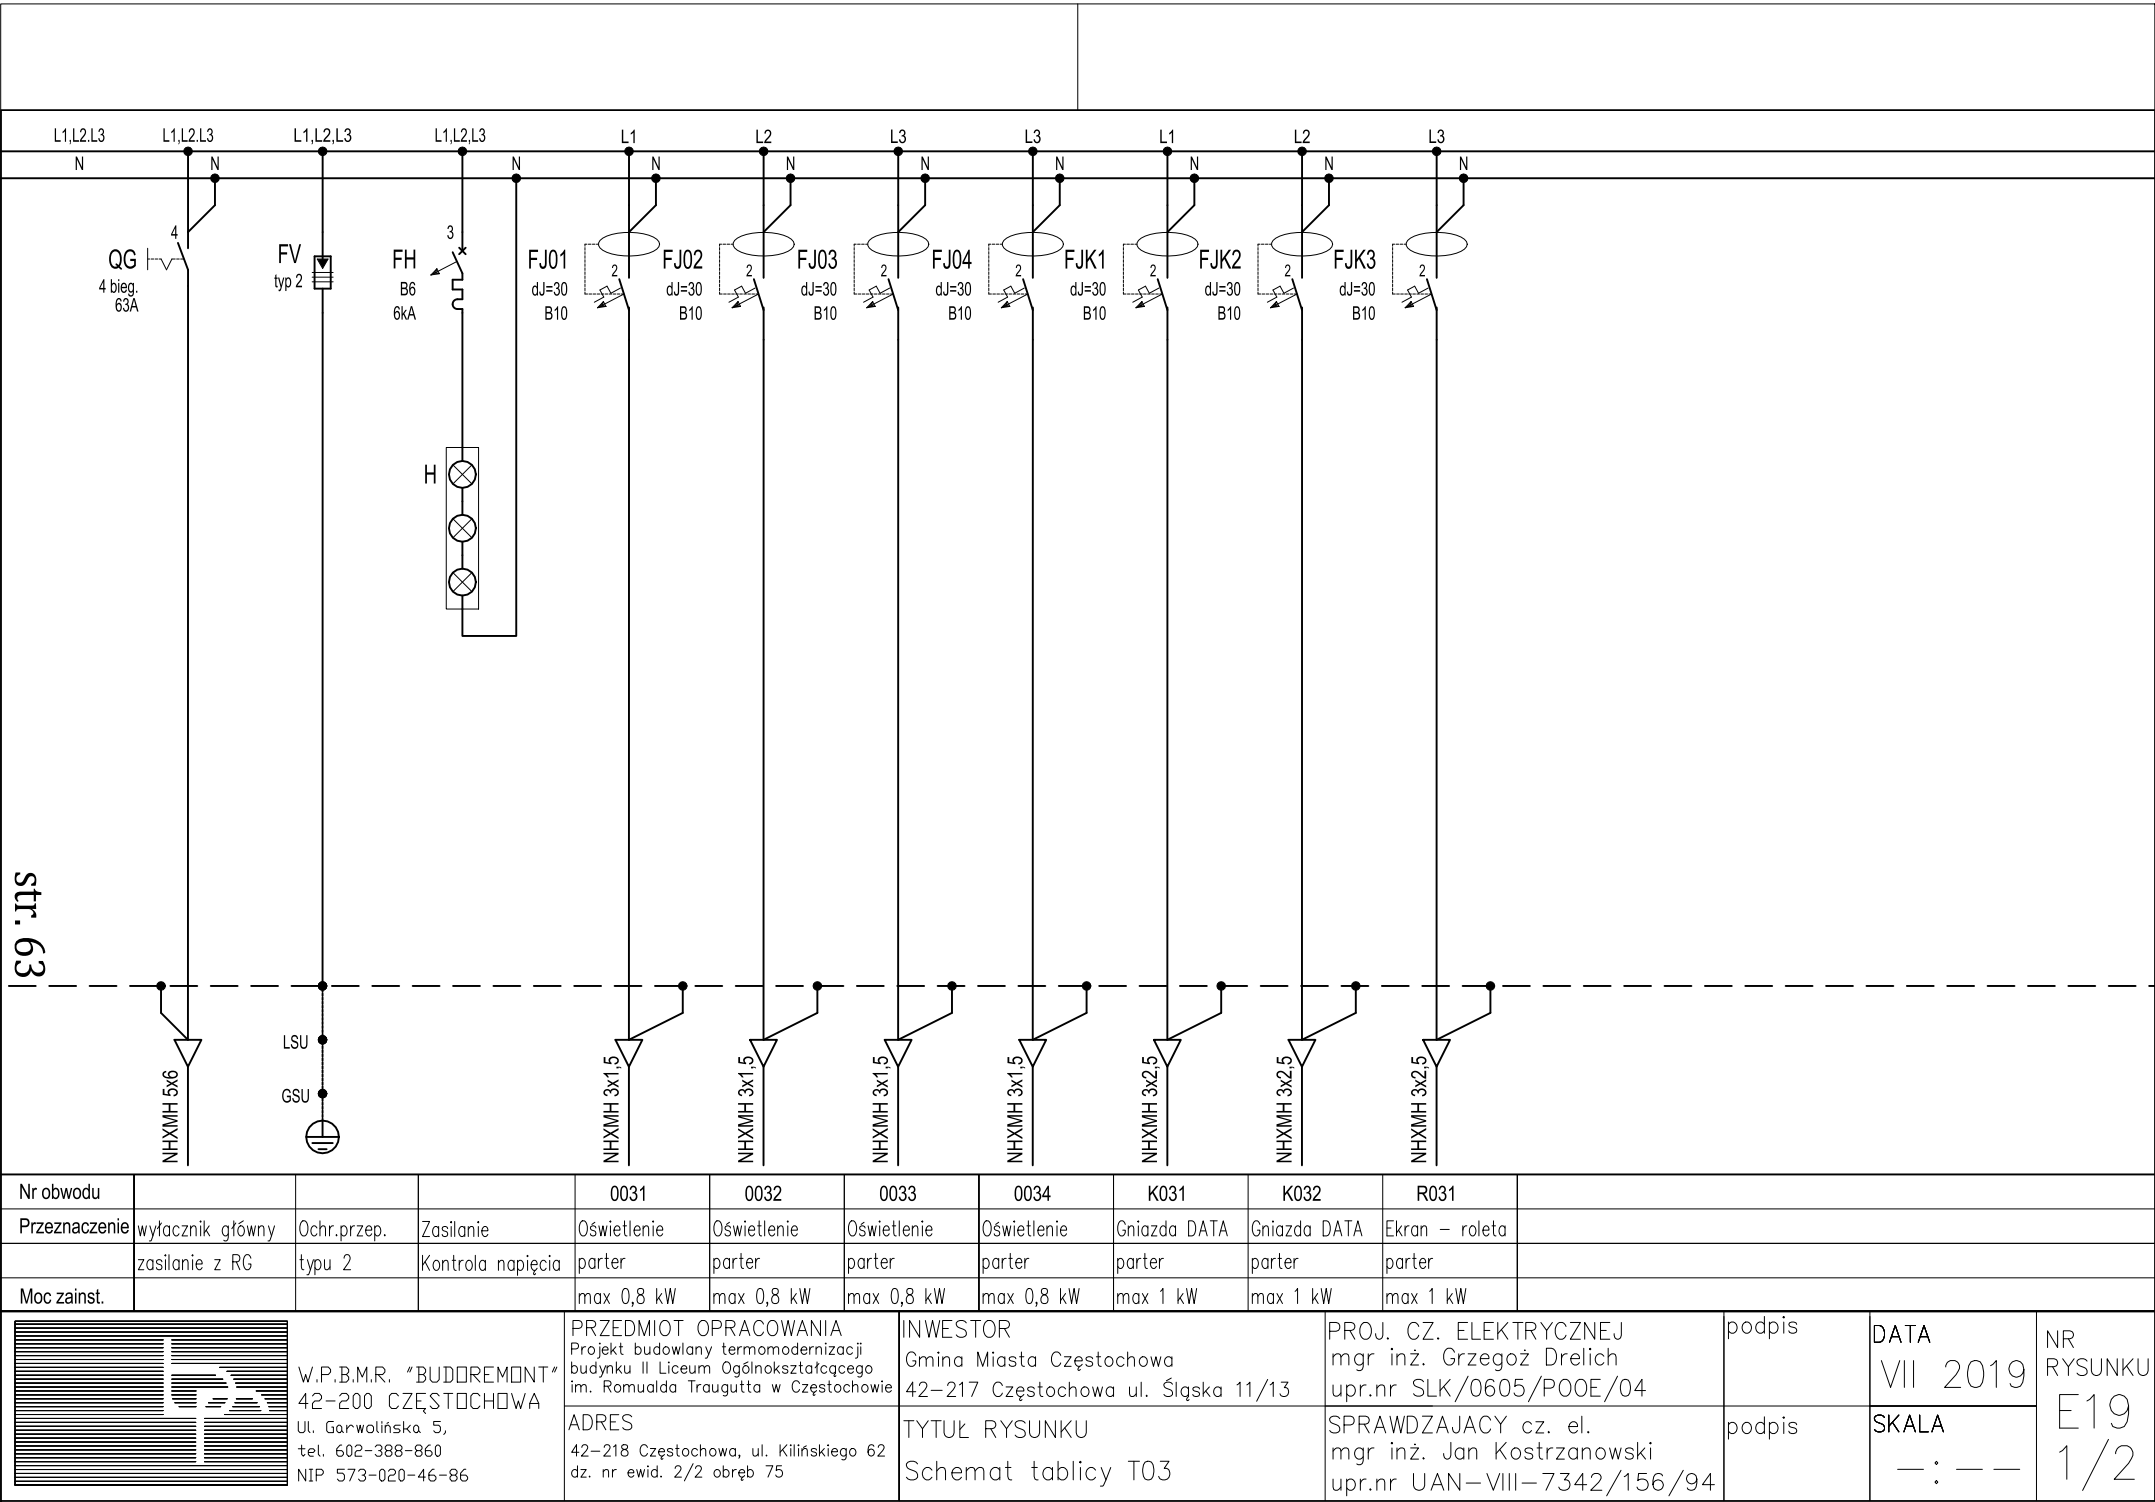 L1,L2.L3 L1,L2.L3 L1,L2,L3 L1,L2,L3 L1 L2 L3 L3 L1 L2 L3
N N N N N N N N N N
4 3
QG FV FH FJ01 FJ02 FJ03 FJ04 FJK1 FJK2 FJK3
2 2 2 2 2 2 2
4 bieg. typ 2 B6 dJ=30 dJ=30 dJ=30 dJ=30 dJ=30 dJ=30 dJ=30
63A 6kA B10 B10 B10 B10 B10 B10 B10
H
str. 63
LSU
GSU
NHXMH 5x6 NHXMH 3x1,5 NHXMH 3x1,5 NHXMH 3x1,5 NHXMH 3x1,5 NHXMH 3x2,5 NHXMH 3x2,5 NHXMH 3x2,5
Nr obwodu 0031 0032 0033 0034 K031 K032 R031
Przeznaczenie wyłacznik główny Ochr.przep. Zasilanie Oświetlenie Oświetlenie Oświetlenie Oświetlenie Gniazda DATA Gniazda DATA Ekran – roleta
zasilanie z RG typu 2 Kontrola napięcia parter parter parter parter parter parter parter
Moc zainst. max 0,8 kW max 0,8 kW max 0,8 kW max 0,8 kW max 1 kW max 1 kW max 1 kW
W.P.B.M.R. "BUDOREMONT"
42-200 CZĘSTOCHOWA
Ul. Garwolińska 5,
tel. 602-388-860
NIP 573-020-46-86
PRZEDMIOT OPRACOWANIA
Projekt budowlany termomodernizacji
budynku II Liceum Ogólnokształcącego
im. Romualda Traugutta w Częstochowie
ADRES
42-218 Częstochowa, ul. Kilińskiego 62
dz. nr ewid. 2/2 obręb 75
INWESTOR
Gmina Miasta Częstochowa
42-217 Częstochowa ul. Śląska 11/13
TYTUŁ RYSUNKU
Schemat tablicy T03
PROJ. CZ. ELEKTRYCZNEJ
mgr inż. Grzegoż Drelich
upr.nr SLK/0605/POOE/04
SPRAWDZAJACY cz. el.
mgr inż. Jan Kostrzanowski
upr.nr UAN-VIII-7342/156/94
podpis
podpis
DATA
VII 2019
SKALA
-:--
NR
RYSUNKU
E19
1/2